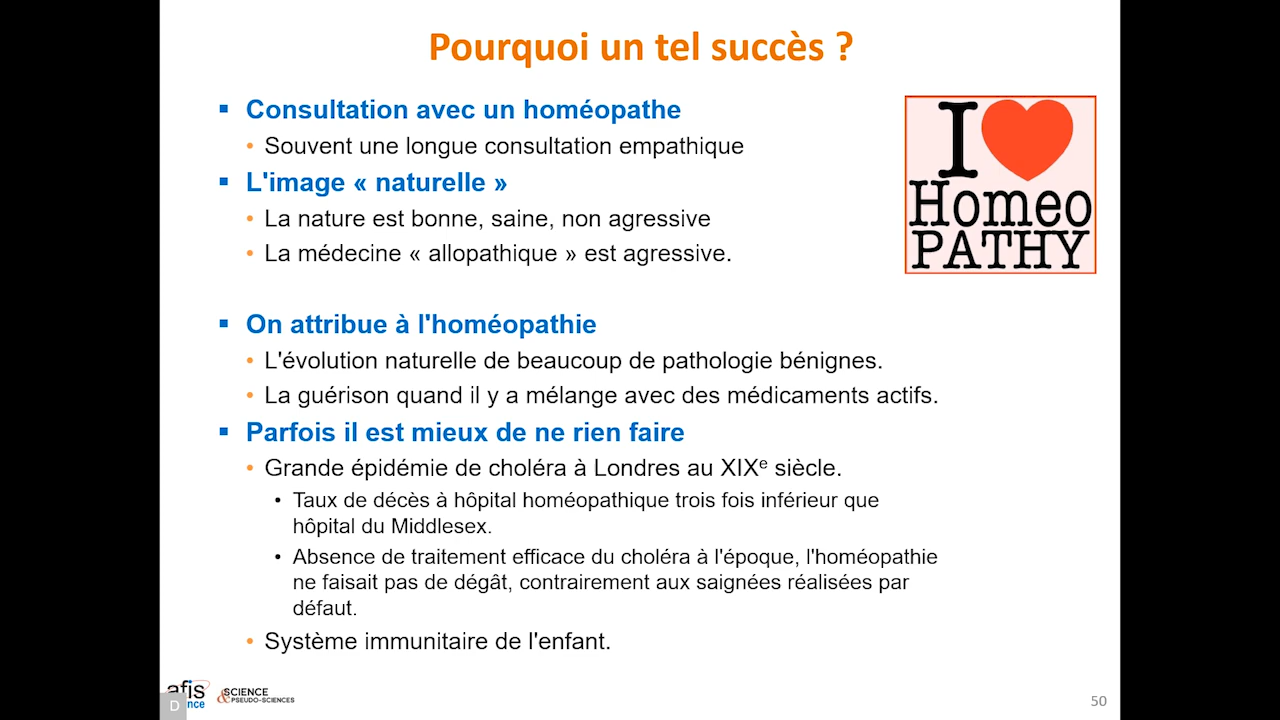 Pourquoi un tel succès ?
Consultation avec un homéopathe
Souvent une longue consultation empathique
L'image « naturelle »
La nature est bonne, saine, non agressive
La médecine « allopathique » est agressive.
I
Homeo
PATHY
On attribue à l'homéopathie
L'évolution naturelle de beaucoup de pathologie bénignes.
La guérison quand il y a mélange avec des médicaments actifs.
Parfois il est mieux de ne rien faire
Grande épidémie de choléra à Londres au XIXe siècle.
Taux de décès à hôpital homéopathique trois fois inférieur que
hôpital du Middlesex.
Absence de traitement efficace du choléra à l'époque, l'homéopathie
ne faisait pas de dégât, contrairement aux saignées réalisées par
défaut.
Système immunitaire de l'enfant.
afis
nce
D
& SCIENCE
PSEUDO-SCIENCES
50